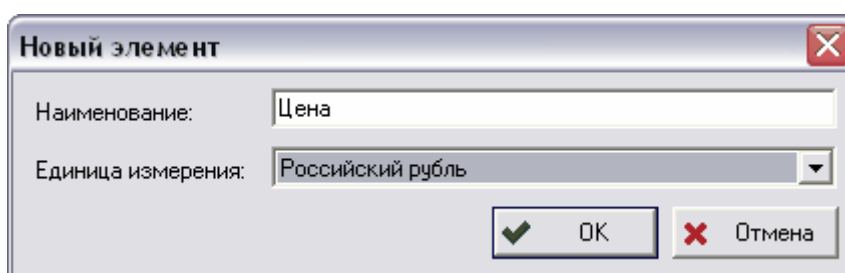 Новый элемент
Наименование: Цена
Единица измерения: Российский рубль
OK Отмена